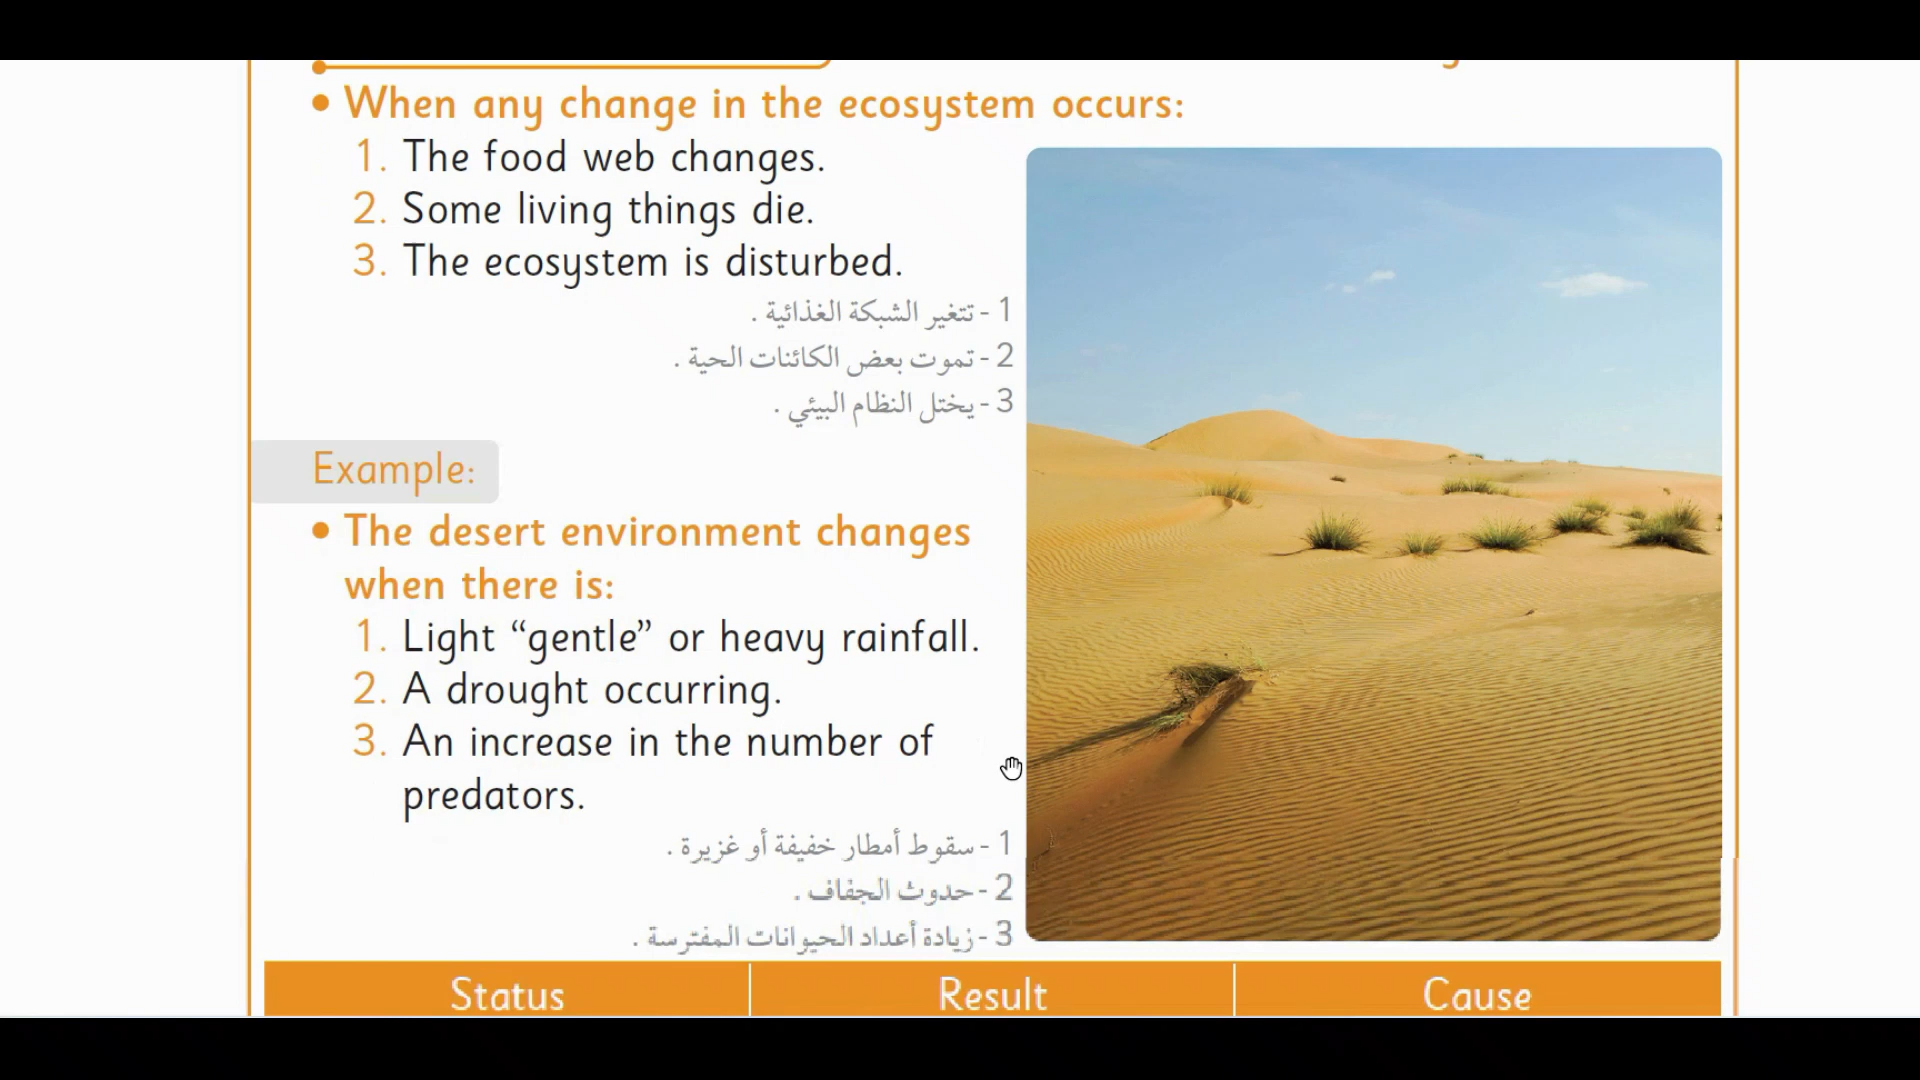 • When any change in the ecosystem occurs:
1. The food web changes.
2. Some living things die.
3. The ecosystem is disturbed.
1 - تتغير الشبكة الغذائية .
2 - تموت بعض الكائنات الحية .
3 - يختل النظام البيئي .
Example:
• The desert environment changes
when there is:
1. Light “gentle” or heavy rainfall.
2. A drought occurring.
3. An increase in the number of
predators.
1 - سقوط أمطار خفيفة أو غزيرة .
2 - حدوث الجفاف .
3 - زيادة أعداد الحيوانات المفترسة .
Status Result Cause